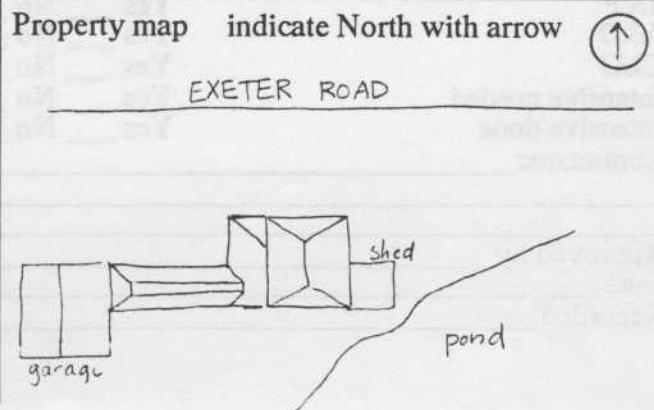 Property map indicate North with arrow
EXETER ROAD
shed
pond
garage